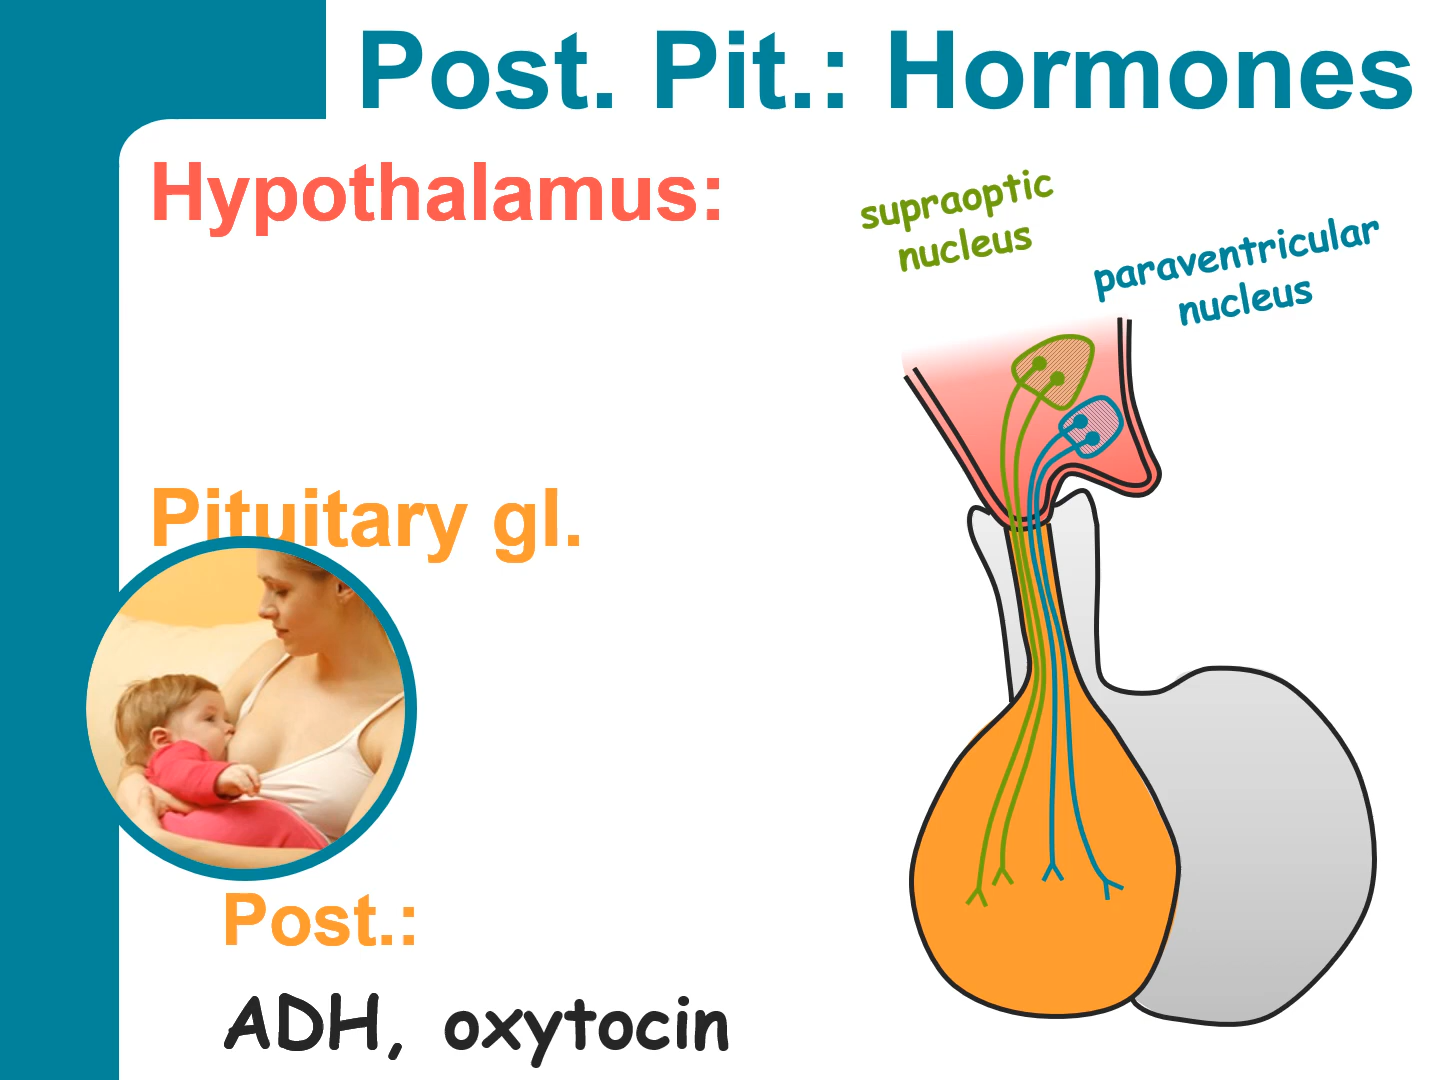 Post. Pit.: Hormones
Hypothalamus:
supraoptic
nucleus
paraventricular
nucleus
Pituitary gl.
Post.:
ADH, oxytocin